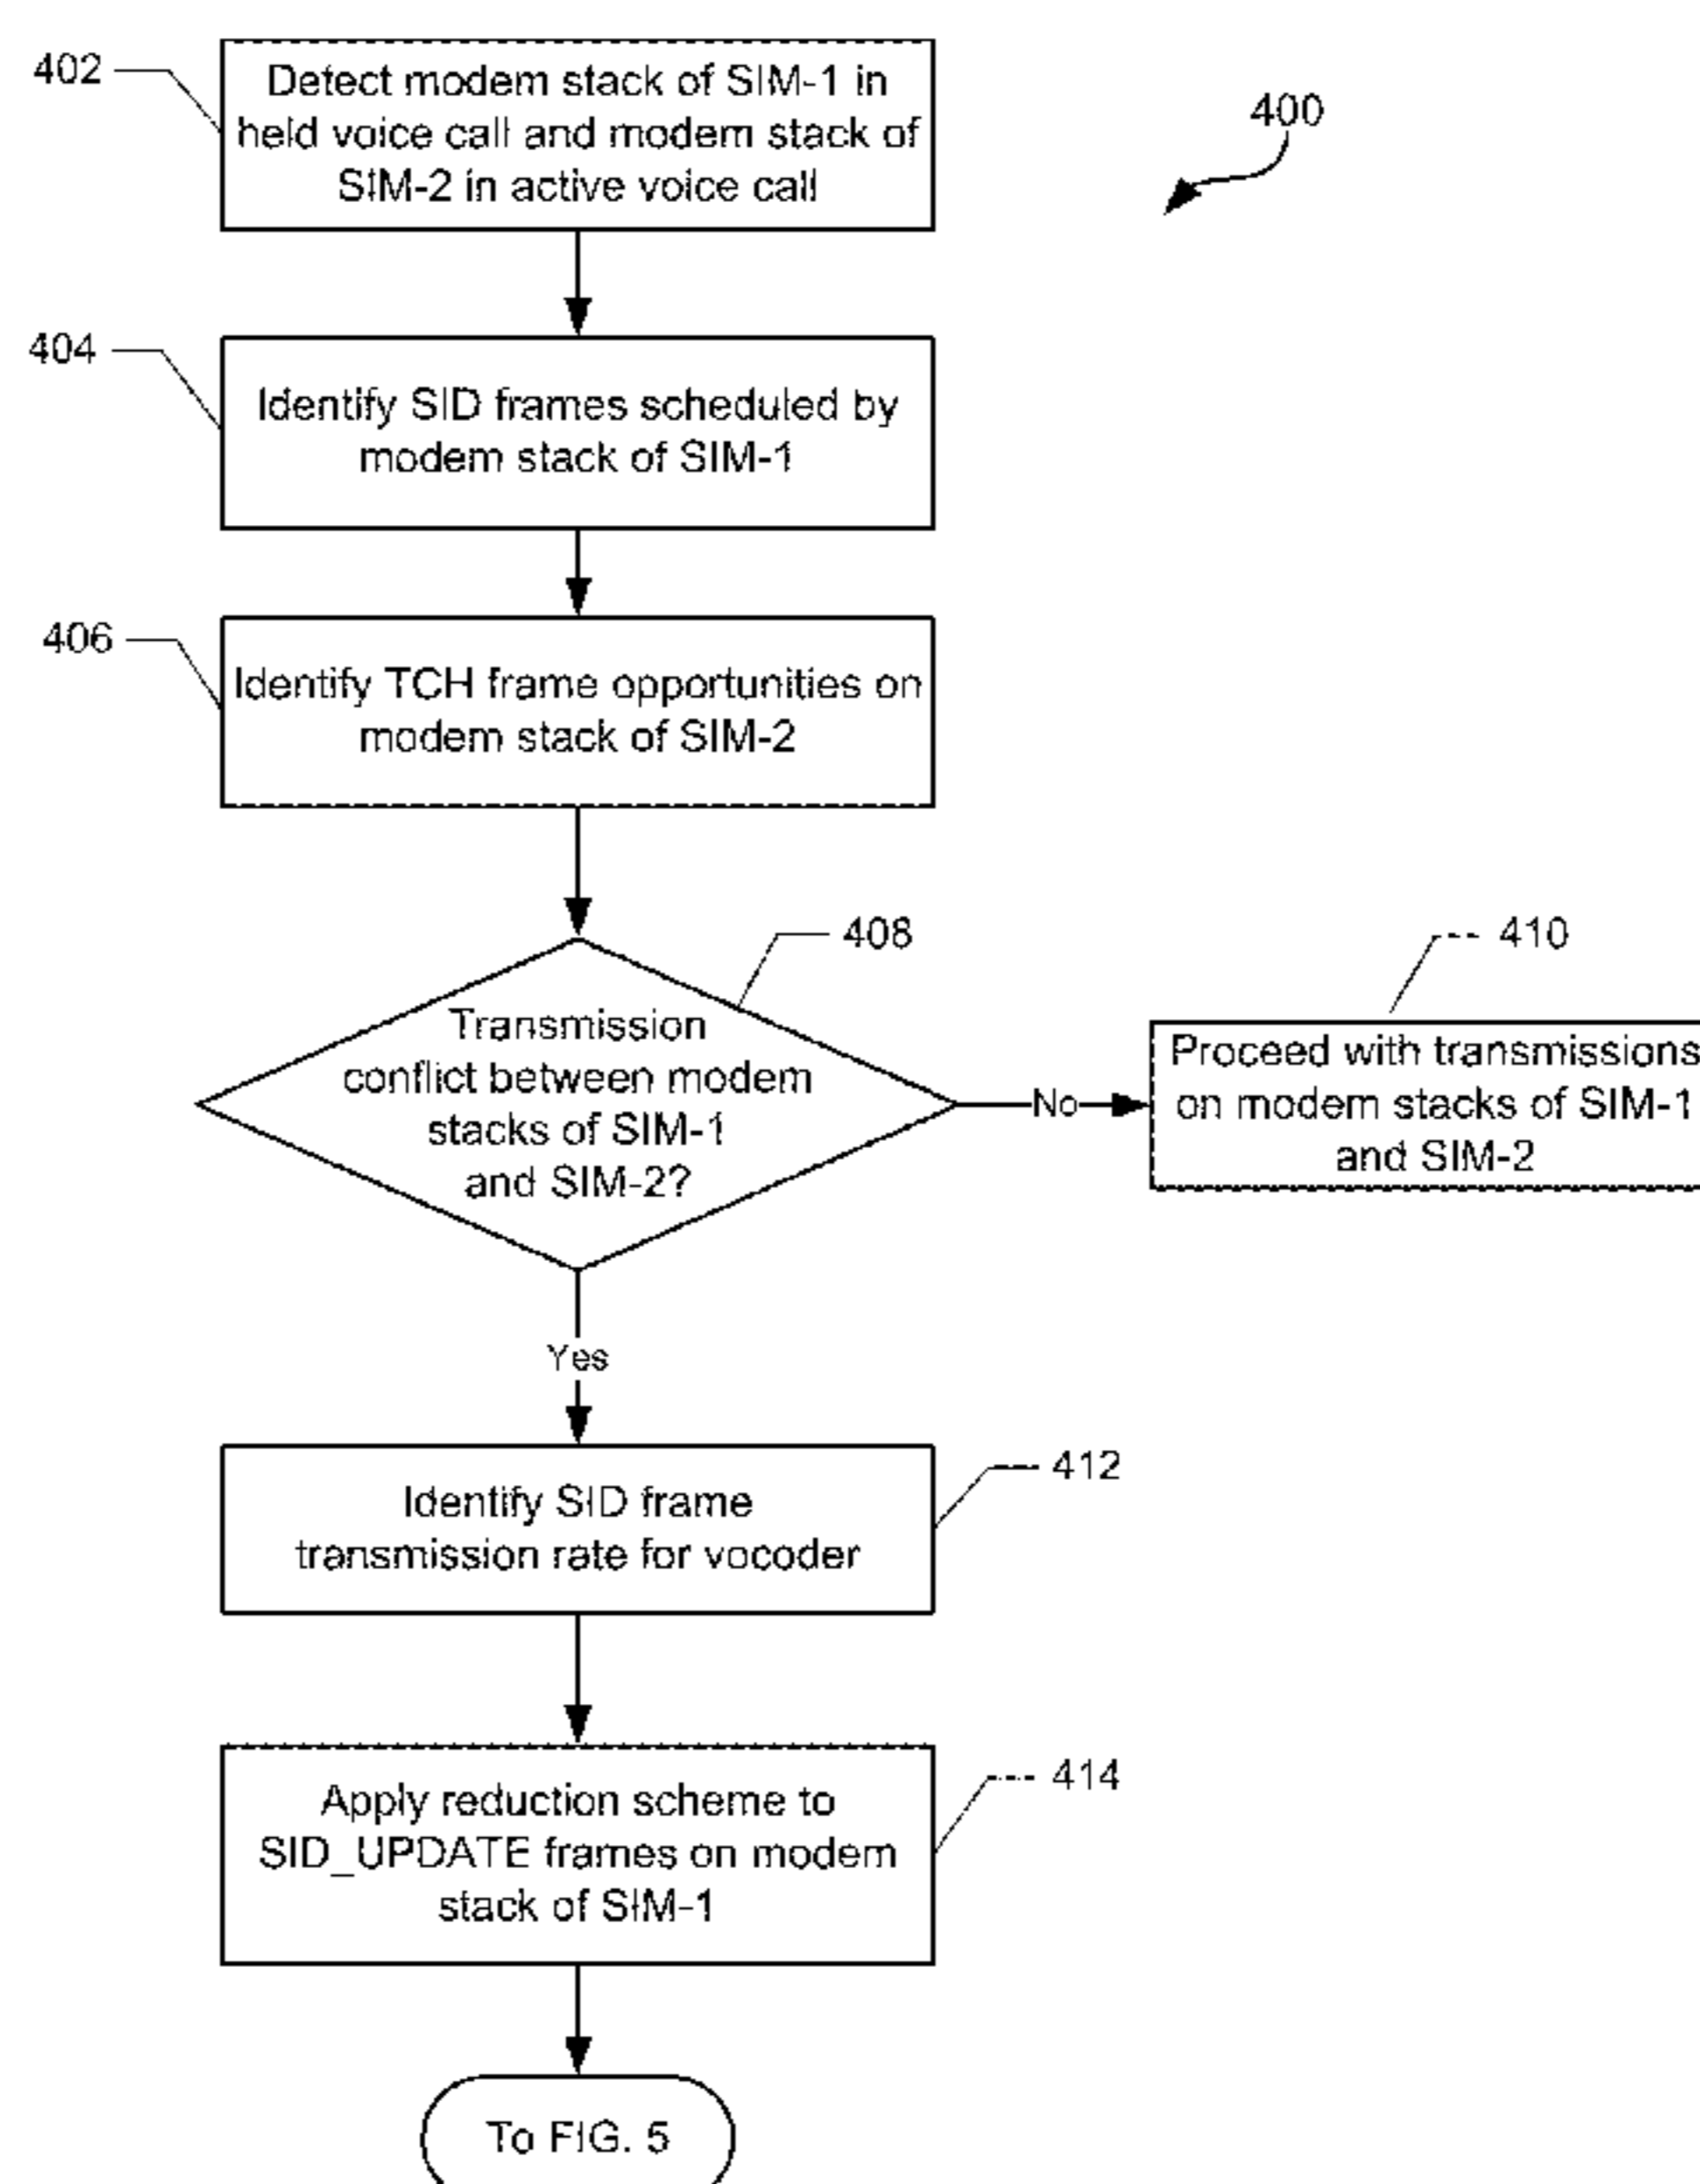 402
Detect modem stack of SIM-1 in
held voice call and modem stack of
SIM-2 in active voice call
400
404
Identify SID frames scheduled by
modem stack of SIM-1
406
Identify TCH frame opportunities on
modem stack of SIM-2
408
Transmission
conflict between modem
stacks of SIM-1
and SIM-2?
No
410
Proceed with transmissions
on modem stacks of SIM-1
and SIM-2
Yes
412
Identify SID frame
transmission rate for vocoder
414
Apply reduction scheme to
SID_UPDATE frames on modem
stack of SIM-1
To FIG. 5